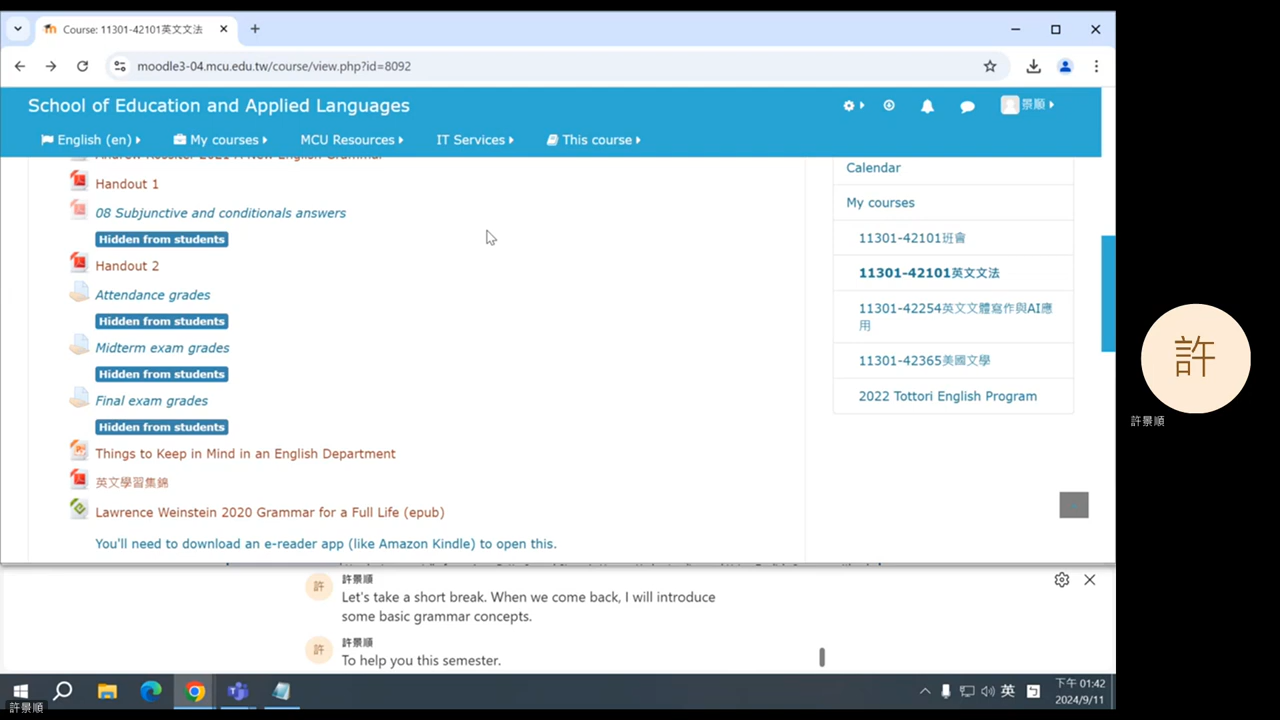 Course: 11301-42101英文文法
moodle3-04.mcu.edu.tw/course/view.php?id=8092
School of Education and Applied Languages
景順
English (en)
My courses
MCU Resources
IT Services
This course
Handout 1
08 Subjunctive and conditionals answers
Hidden from students
Handout 2
Attendance grades
Hidden from students
Midterm exam grades
Hidden from students
Final exam grades
Hidden from students
Things to Keep in Mind in an English Department
英文學習集錦
Lawrence Weinstein 2020 Grammar for a Full Life (epub)
You'll need to download an e-reader app (like Amazon Kindle) to open this.
Calendar
My courses
11301-42101班會
11301-42101英文文法
11301-42254英文文體寫作與AI應
用
11301-42365美國文學
2022 Tottori English Program
許
許景順
許
許景順
Let's take a short break. When we come back, I will introduce
some basic grammar concepts.
許
許景順
To help you this semester.
英
下午 01:42
2024/9/11
許景順